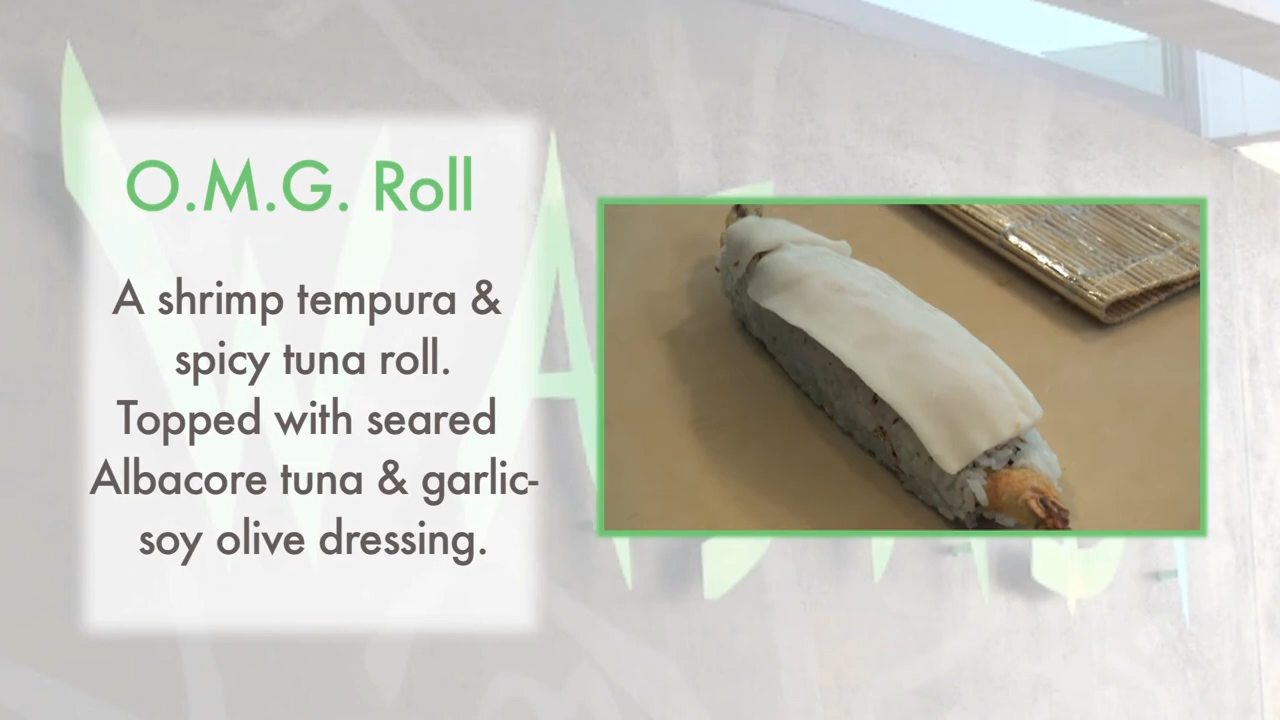 O.M.G. Roll
A shrimp tempura &
spicy tuna roll.
Topped with seared
Albacore tuna & garlic-
soy olive dressing.